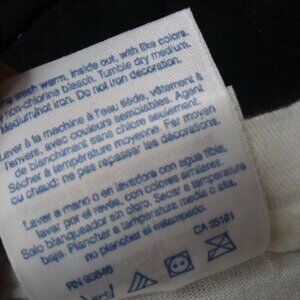 ne wash warm, inside out, with like colors.
non-chlorine bleach. Tumble dry medium.
Medium/hot iron. Do not iron decoration.
Laver à la machine à l'eau tiède, vêtement à
l'envers, avec couleurs semblables. Agent
de blanchiment sans chlore seulement.
Sécher à température moyenne. Fer moyen
ou chaud; ne pas repasser les décorations.
Lavar a mano o en lavadora con agua tibia,
por el revés, con colores similares.
Solo blanqueador sin cloro. Secar a temperatura
baja. Planchar a temperatura media o alta,
no planchar el estampado.
RN CA 25181